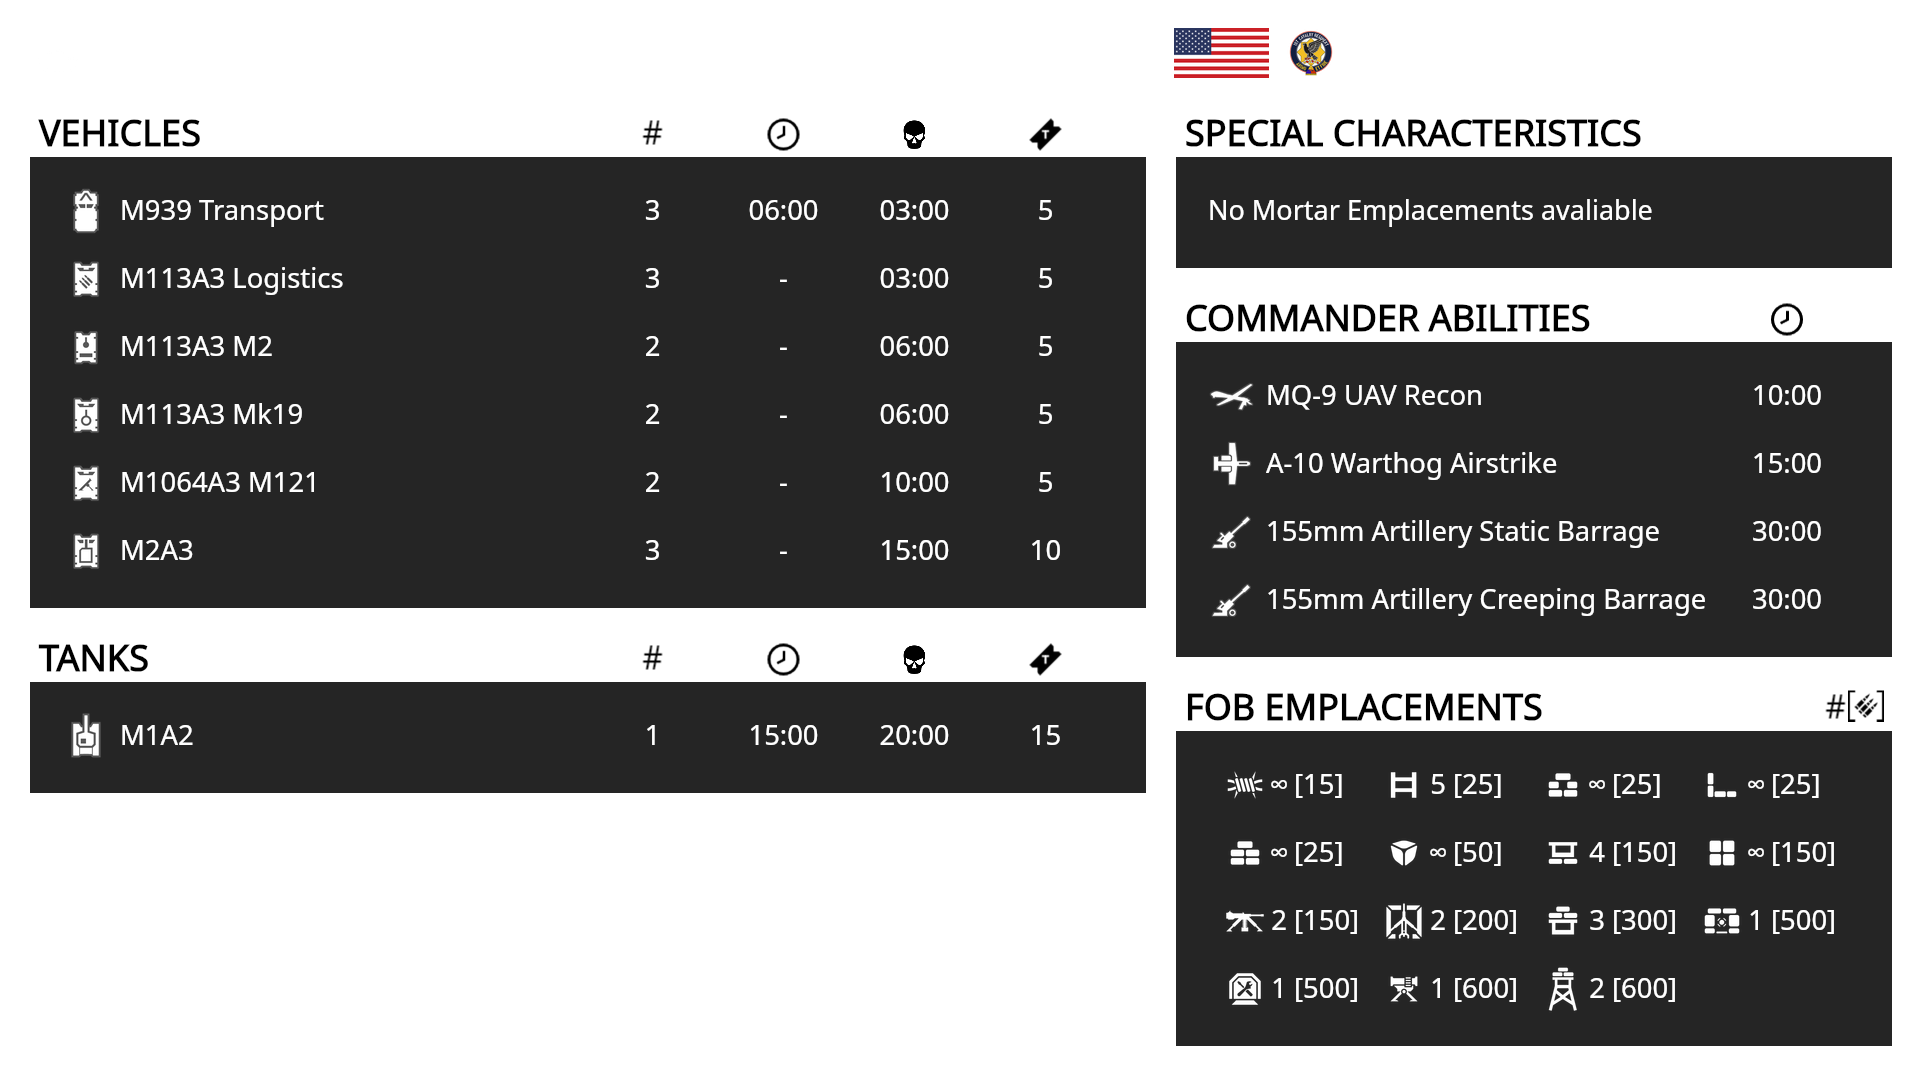 VEHICLES #
M939 Transport 3 06:00 03:00 5
M113A3 Logistics 3 - 03:00 5
M113A3 M2 2 - 06:00 5
M113A3 Mk19 2 - 06:00 5
M1064A3 M121 2 - 10:00 5
M2A3 3 - 15:00 10
TANKS #
M1A2 1 15:00 20:00 15
SPECIAL CHARACTERISTICS
No Mortar Emplacements avaliable
COMMANDER ABILITIES
MQ-9 UAV Recon 10:00
A-10 Warthog Airstrike 15:00
155mm Artillery Static Barrage 30:00
155mm Artillery Creeping Barrage 30:00
FOB EMPLACEMENTS #[]
∞ [15] 5 [25] ∞ [25] ∞ [25]
∞ [25] ∞ [50] 4 [150] ∞ [150]
2 [150] 2 [200] 3 [300] 1 [500]
1 [500] 1 [600] 2 [600]